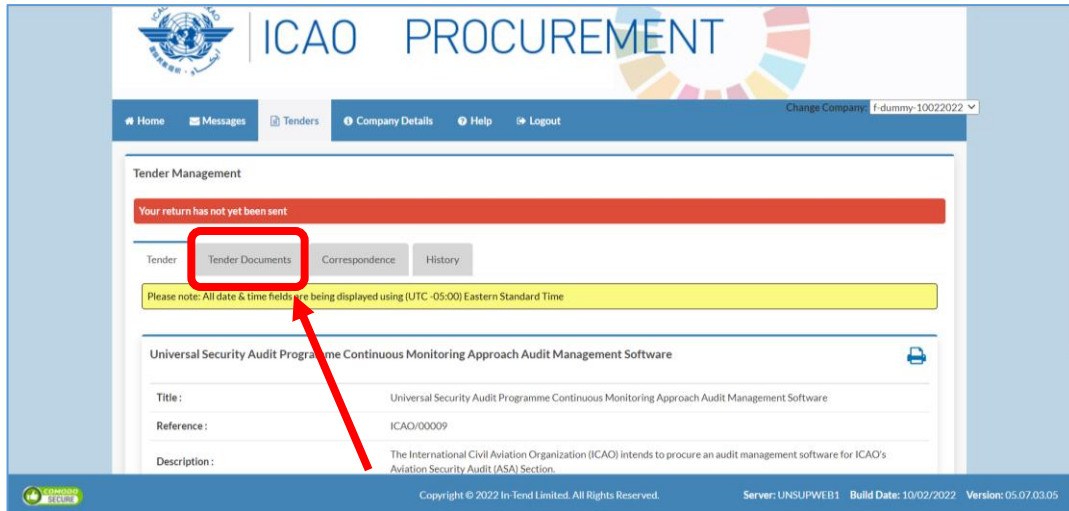 ICAO PROCUREMENT
Change Company: f-dummy-10022022
Home Messages Tenders Company Details Help Logout
Tender Management
Your return has not yet been sent
Tender Tender Documents Correspondence History
Please note: All date & time fields are being displayed using (UTC -05:00) Eastern Standard Time
Universal Security Audit Programme Continuous Monitoring Approach Audit Management Software
Title : Universal Security Audit Programme Continuous Monitoring Approach Audit Management Software
Reference : ICAO/00009
Description : The International Civil Aviation Organization (ICAO) intends to procure an audit management software for ICAO's
Aviation Security Audit (ASA) Section.
COMODO
SECURE
Copyright © 2022 In-Tend Limited. All Rights Reserved. Server: UNSUPWEB1 Build Date: 10/02/2022 Version: 05.07.03.05